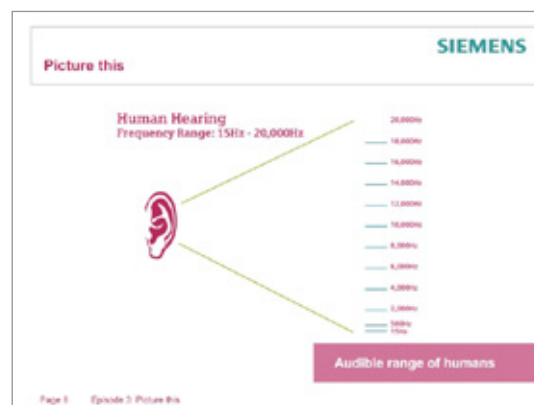 SIEMENS
Picture this
Human Hearing
Frequency Range: 15Hz - 20,000Hz
20,000Hz
18,000Hz
16,000Hz
14,000Hz
12,000Hz
10,000Hz
8,000Hz
6,000Hz
4,000Hz
2,000Hz
500Hz
15Hz
Audible range of humans
Page 8 Episode 3: Picture this